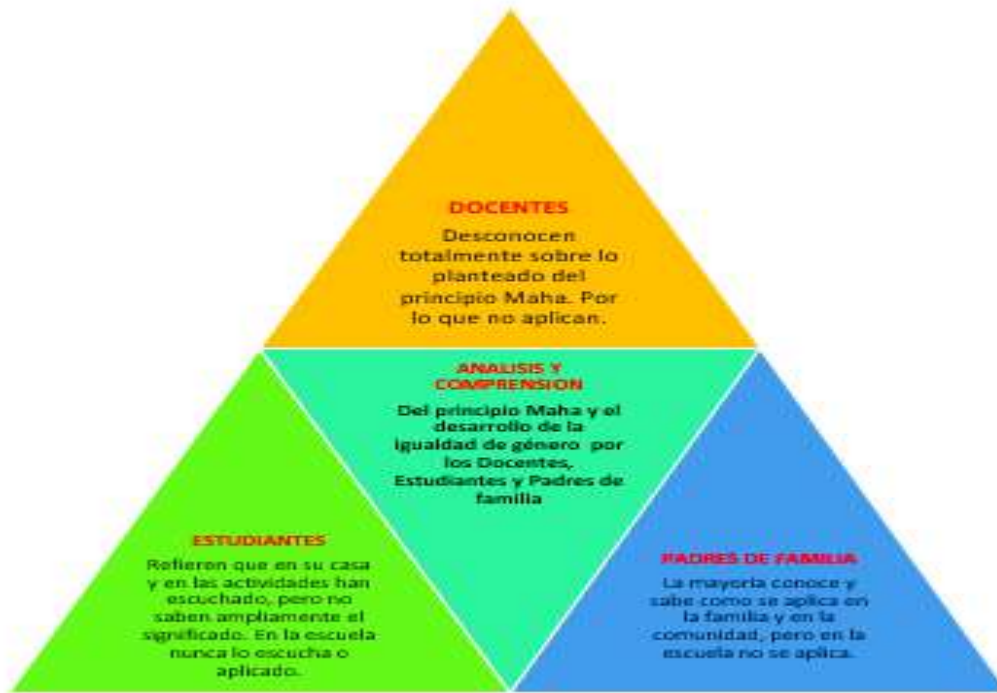 DOCENTES
Desconocen
totalmente sobre lo
planteado del
principio Maha. Por
lo que no aplican.
ANALISIS Y
COMPRENSION
Del principio Maha y el
desarrollo de la
igualdad de género por
los Docentes,
Estudiantes y Padres de
familia
ESTUDIANTES
Refieren que en su casa
y en las actividades han
escuchado, pero no
saben ampliamente el
significado. En la escuela
nunca lo escucha o
aplicado.
PADRES DE FAMILIA
La mayoría conoce y
sabe como se aplica en
la familia y en la
comunidad, pero en la
escuela no se aplica.